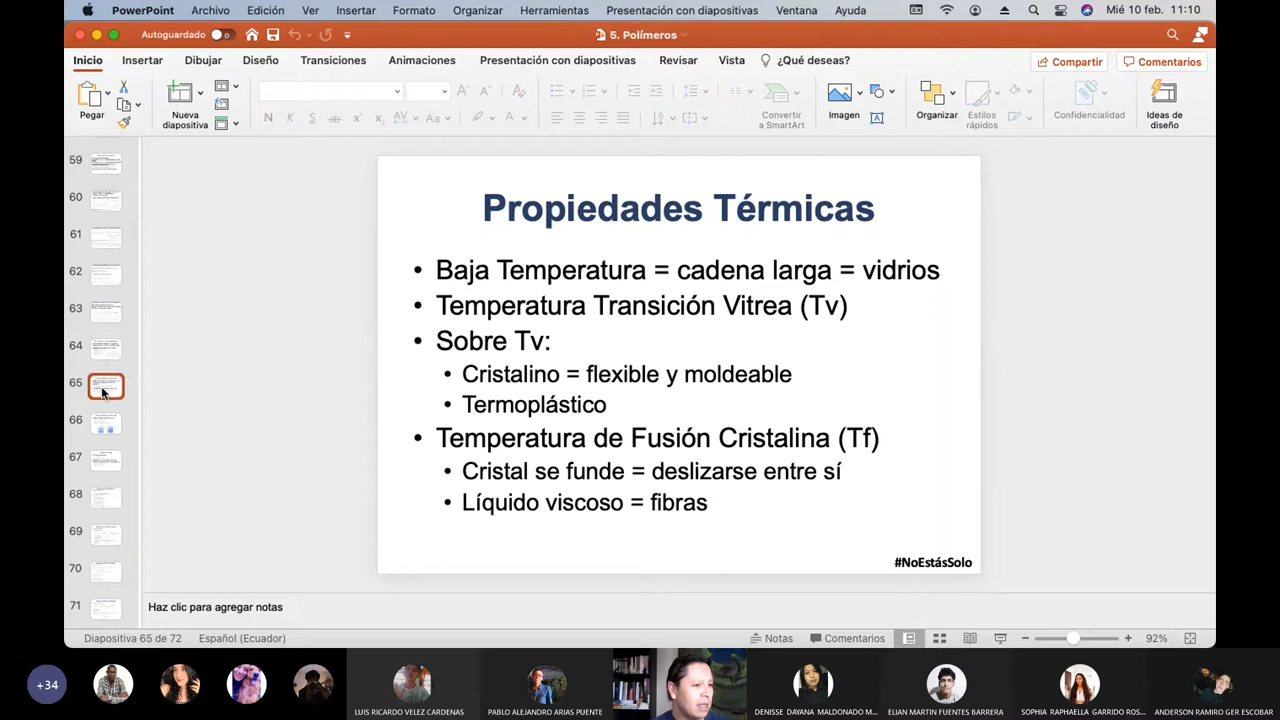 PowerPoint Archivo Edición Ver Insertar Formato Organizar Herramientas Presentación con diapositivas Ventana Ayuda Mié 10 feb. 11:10
Autoguardado 5. Polímeros
Inicio Insertar Dibujar Diseño Transiciones Animaciones Presentación con diapositivas Revisar Vista ¿Qué deseas? Compartir Comentarios
Pegar
Nueva
diapositiva
N
K
S
Convertir
a SmartArt
Imagen
Organizar
Estilos
rápidos
Confidencialidad
Ideas de
diseño
59
60
61
62
63
64
65
66
67
68
69
70
71
Propiedades Térmicas
• Baja Temperatura = cadena larga = vidrios
• Temperatura Transición Vitrea (Tv)
• Sobre Tv:
• Cristalino = flexible y moldeable
• Termoplástico
• Temperatura de Fusión Cristalina (Tf)
• Cristal se funde = deslizarse entre sí
• Líquido viscoso = fibras
#NoEstásSolo
Haz clic para agregar notas
Diapositiva 65 de 72 Español (Ecuador) Notas Comentarios 92%
+34
LUIS RICARDO VELEZ CARDENAS
PABLO ALEJANDRO ARIAS PUENTE
DENISSE DAYANA MALDONADO M...
ELIAN MARTIN FUENTES BARRERA
SOPHIA RAPHAELLA GARRIDO ROS...
ANDERSON RAMIRO GER ESCOBAR